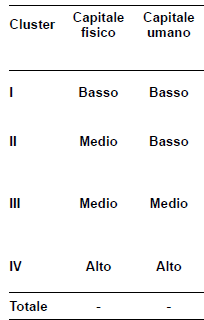 Cluster Capitale fisico Capitale umano
I Basso Basso
II Medio Basso
III Medio Medio
IV Alto Alto
Totale - -